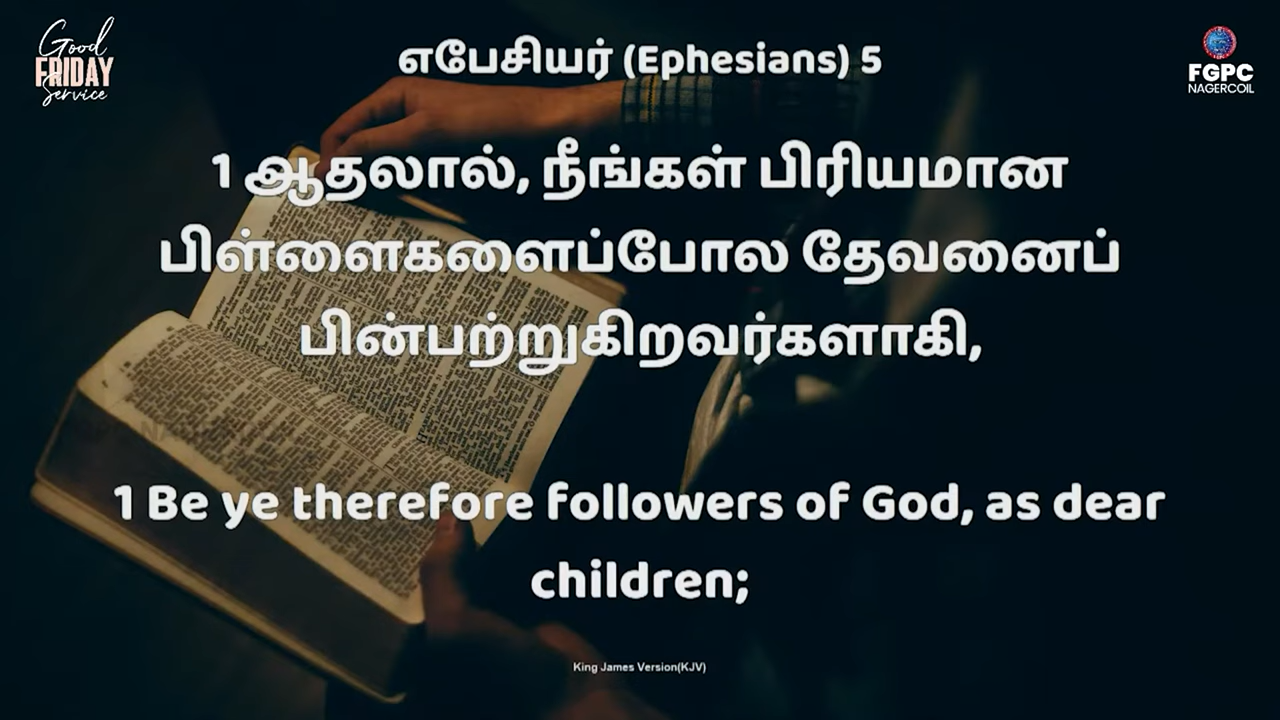 Good
FRIDAY
Service
எபேசியர் (Ephesians) 5
FGPC
NAGERCOIL
1 ஆதலால், நீங்கள் பிரியமான
பிள்ளைகளைப்போல தேவனைப்
பின்பற்றுகிறவர்களாகி,
1 Be ye therefore followers of God, as dear
children;
King James Version(KJV)